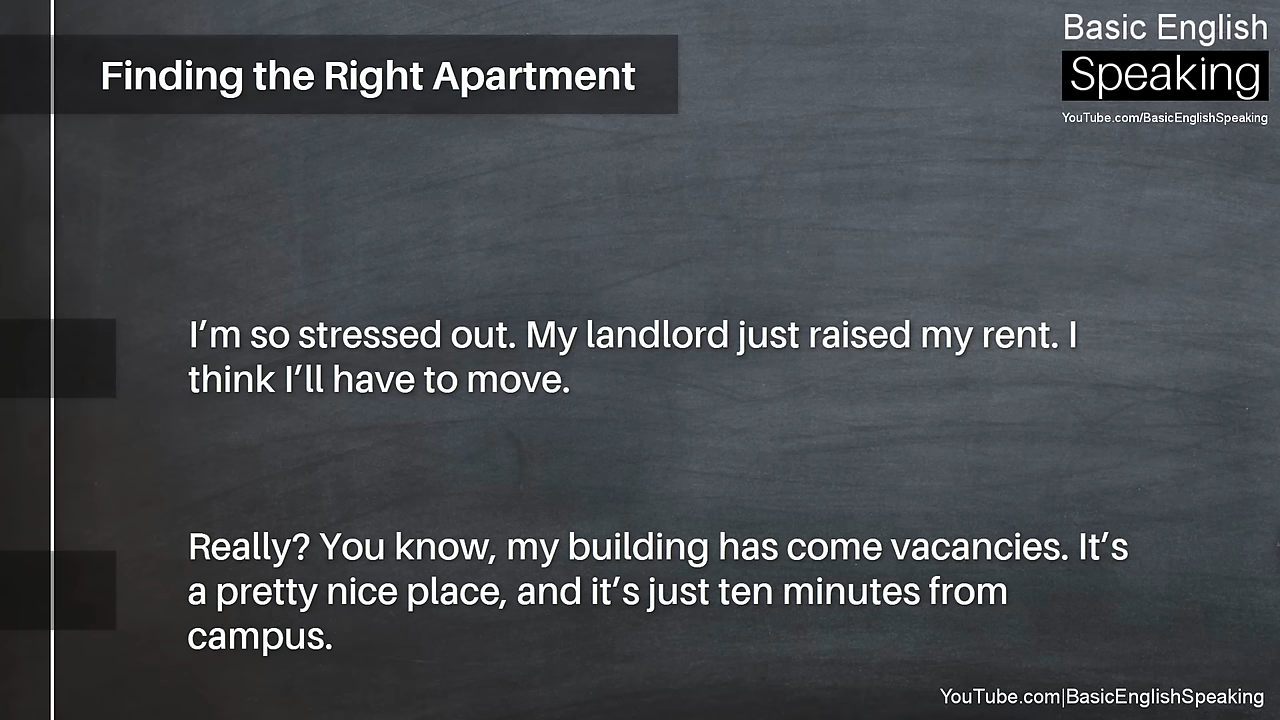 Basic English
Speaking
YouTube.com/BasicEnglishSpeaking
Finding the Right Apartment
I’m so stressed out. My landlord just raised my rent. I
think I’ll have to move.
Really? You know, my building has come vacancies. It’s
a pretty nice place, and it’s just ten minutes from
campus.
YouTube.com|BasicEnglishSpeaking